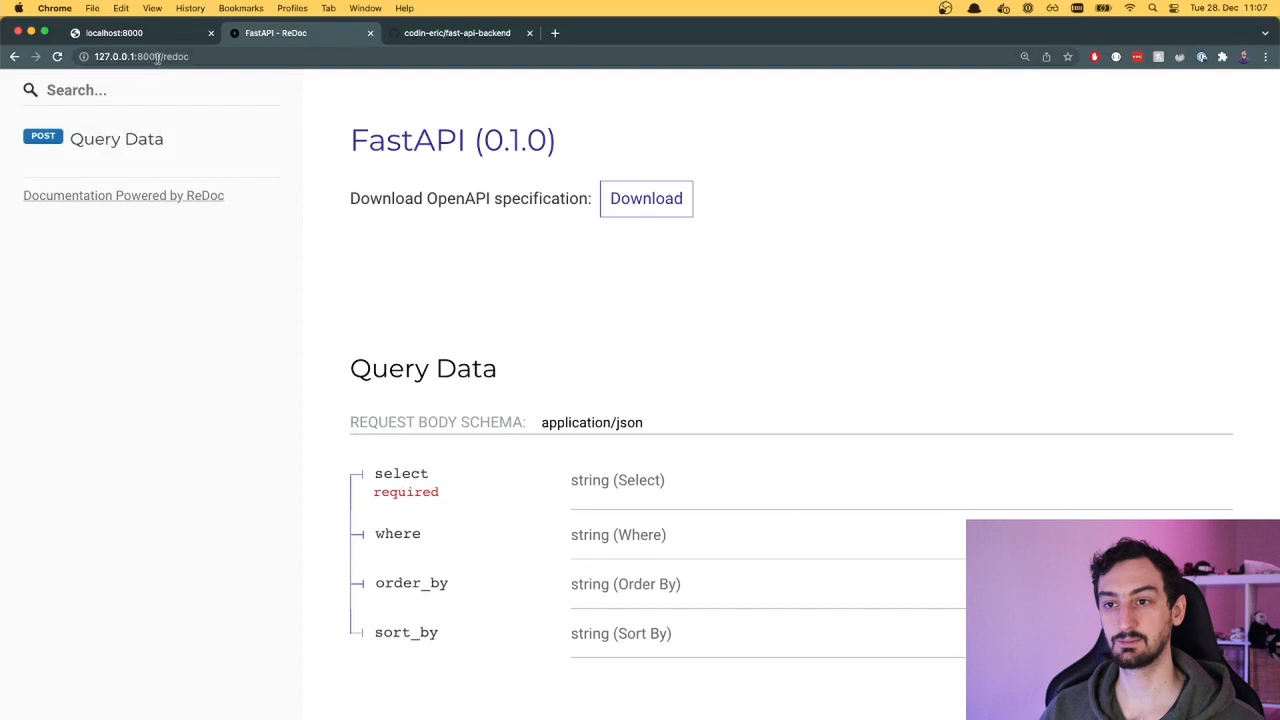 Chrome File Edit View History Bookmarks Profiles Tab Window Help Tue 28. Dec 11:07
localhost:8000 FastAPI - ReDoc codin-eric/fast-api-backend
127.0.0.1:8000/redoc
Search...
POST Query Data
Documentation Powered by ReDoc
FastAPI (0.1.0)
Download OpenAPI specification: Download
Query Data
REQUEST BODY SCHEMA: application/json
select
required
string (Select)
where string (Where)
order_by string (Order By)
sort_by string (Sort By)